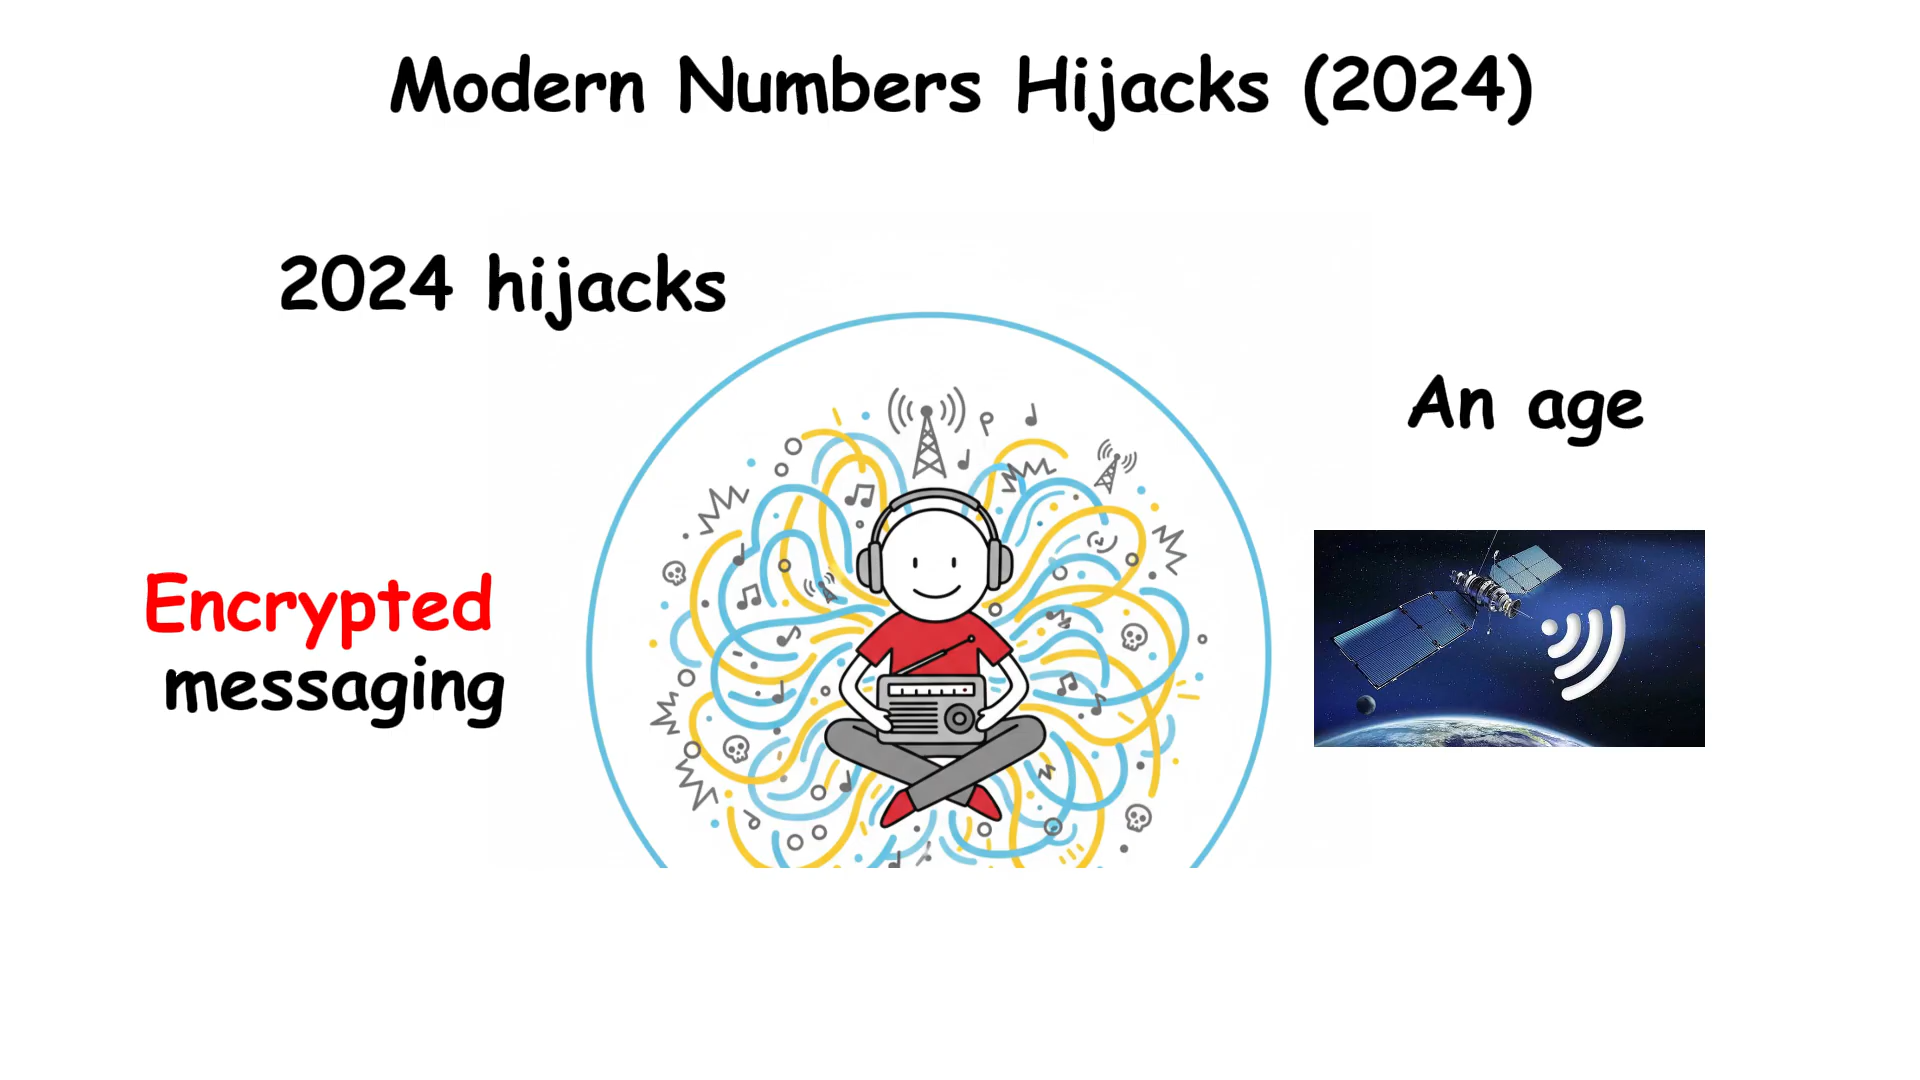 Modern Numbers Hijacks (2024)
2024 hijacks
An age
Encrypted
messaging